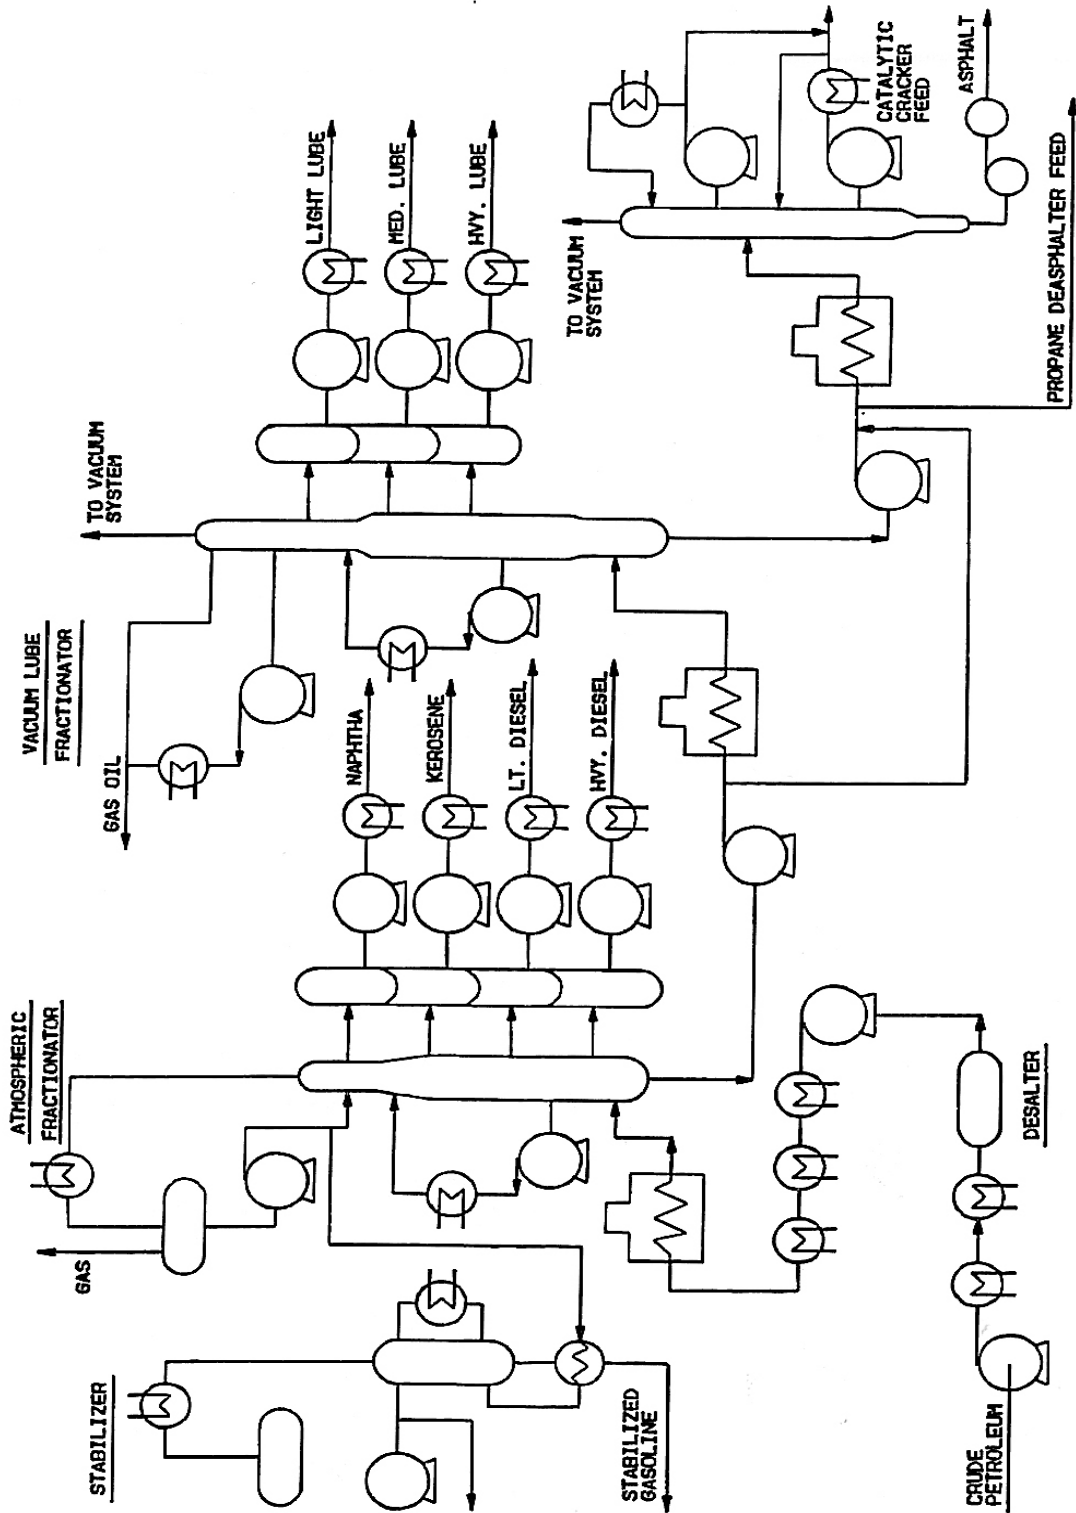 STABILIZER
GAS
ATMOSPHERIC
FRACTIONATOR
VACUUM LUBE
FRACTIONATOR
GAS OIL
TO VACUUM
SYSTEM
LIGHT LUBE
MED. LUBE
HVY. LUBE
NAPHTHA
KEROSENE
LT. DIESEL
HVY. DIESEL
TO VACUUM
SYSTEM
CATALYTIC
CRACKER
FEED
ASPHALT
PROPANE DEASPHALTER FEED
STABILIZED
GASOLINE
CRUDE
PETROLEUM
DESALTER